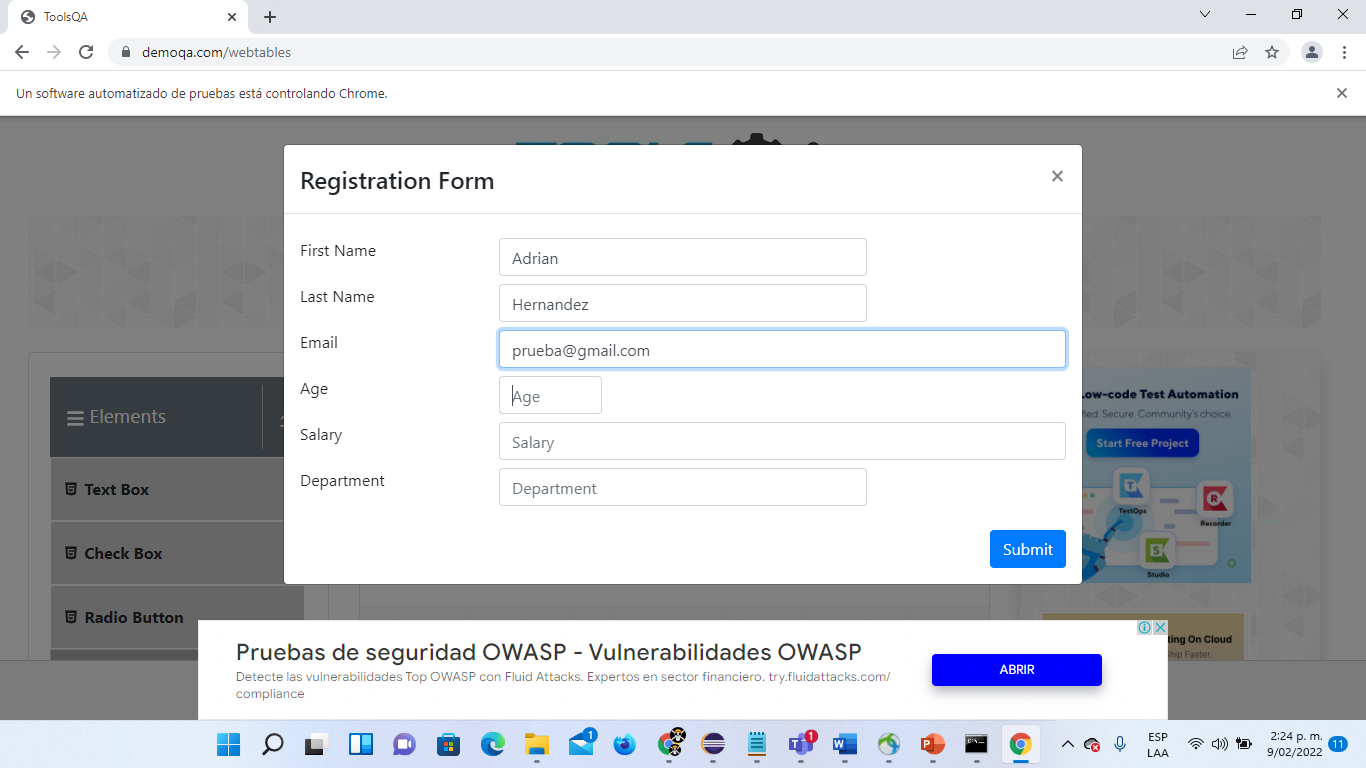 ToolsQA
demoqa.com/webtables
Un software automatizado de pruebas está controlando Chrome.
Registration Form
First Name
Adrian
Last Name
Hernandez
Email
prueba@gmail.com
Age
Age
Salary
Salary
Department
Department
Submit
Elements
Text Box
Check Box
Radio Button
Low-code Test Automation
Secure. Community's choice.
Start Free Project
TestOps
Recorder
Studio
On Cloud
Ship Faster.
Pruebas de seguridad OWASP - Vulnerabilidades OWASP
Detecte las vulnerabilidades Top OWASP con Fluid Attacks. Expertos en sector financiero. try.fluidattacks.com/
compliance
ABRIR
1
1
ESP
LAA
2:24 p. m.
9/02/2022
11